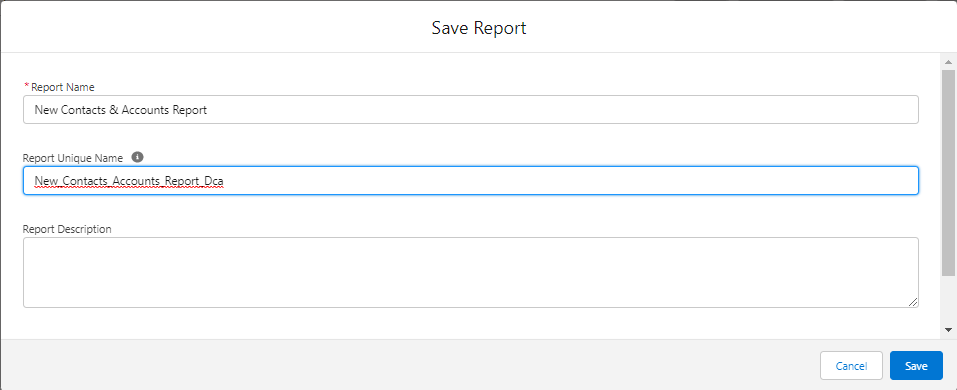 Save Report
* Report Name
New Contacts & Accounts Report
Report Unique Name
New_Contacts_Accounts_Report_Dca
Report Description
Cancel Save